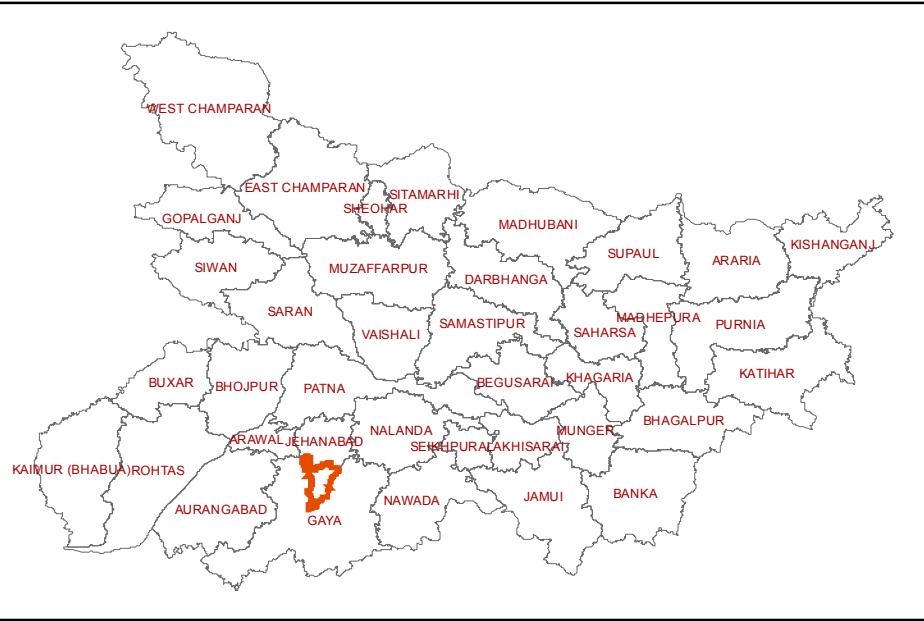 WEST CHAMPARAN
EAST CHAMPARAN
SITAMARHI
SHEOHAR
GOPALGANJ
MADHUBANI
KISHANGANJ
SUPAUL
ARARIA
SIWAN
MUZAFFARPUR
DARBHANGA
SARAN
MADHEPURA
SAMASTIPUR
PURNIA
VAISHALI
SAHARSA
KATIHAR
BUXAR
BHOJPUR
PATNA
BEGUSARAI
KHAGARIA
BHAGALPUR
NALANDA
MUNGER
ARAWAL
JEHANABAD
SEIKHPURA
LAKHISARAI
KAIMUR (BHABUA)
ROHTAS
BANKA
JAMUI
NAWADA
AURANGABAD
GAYA